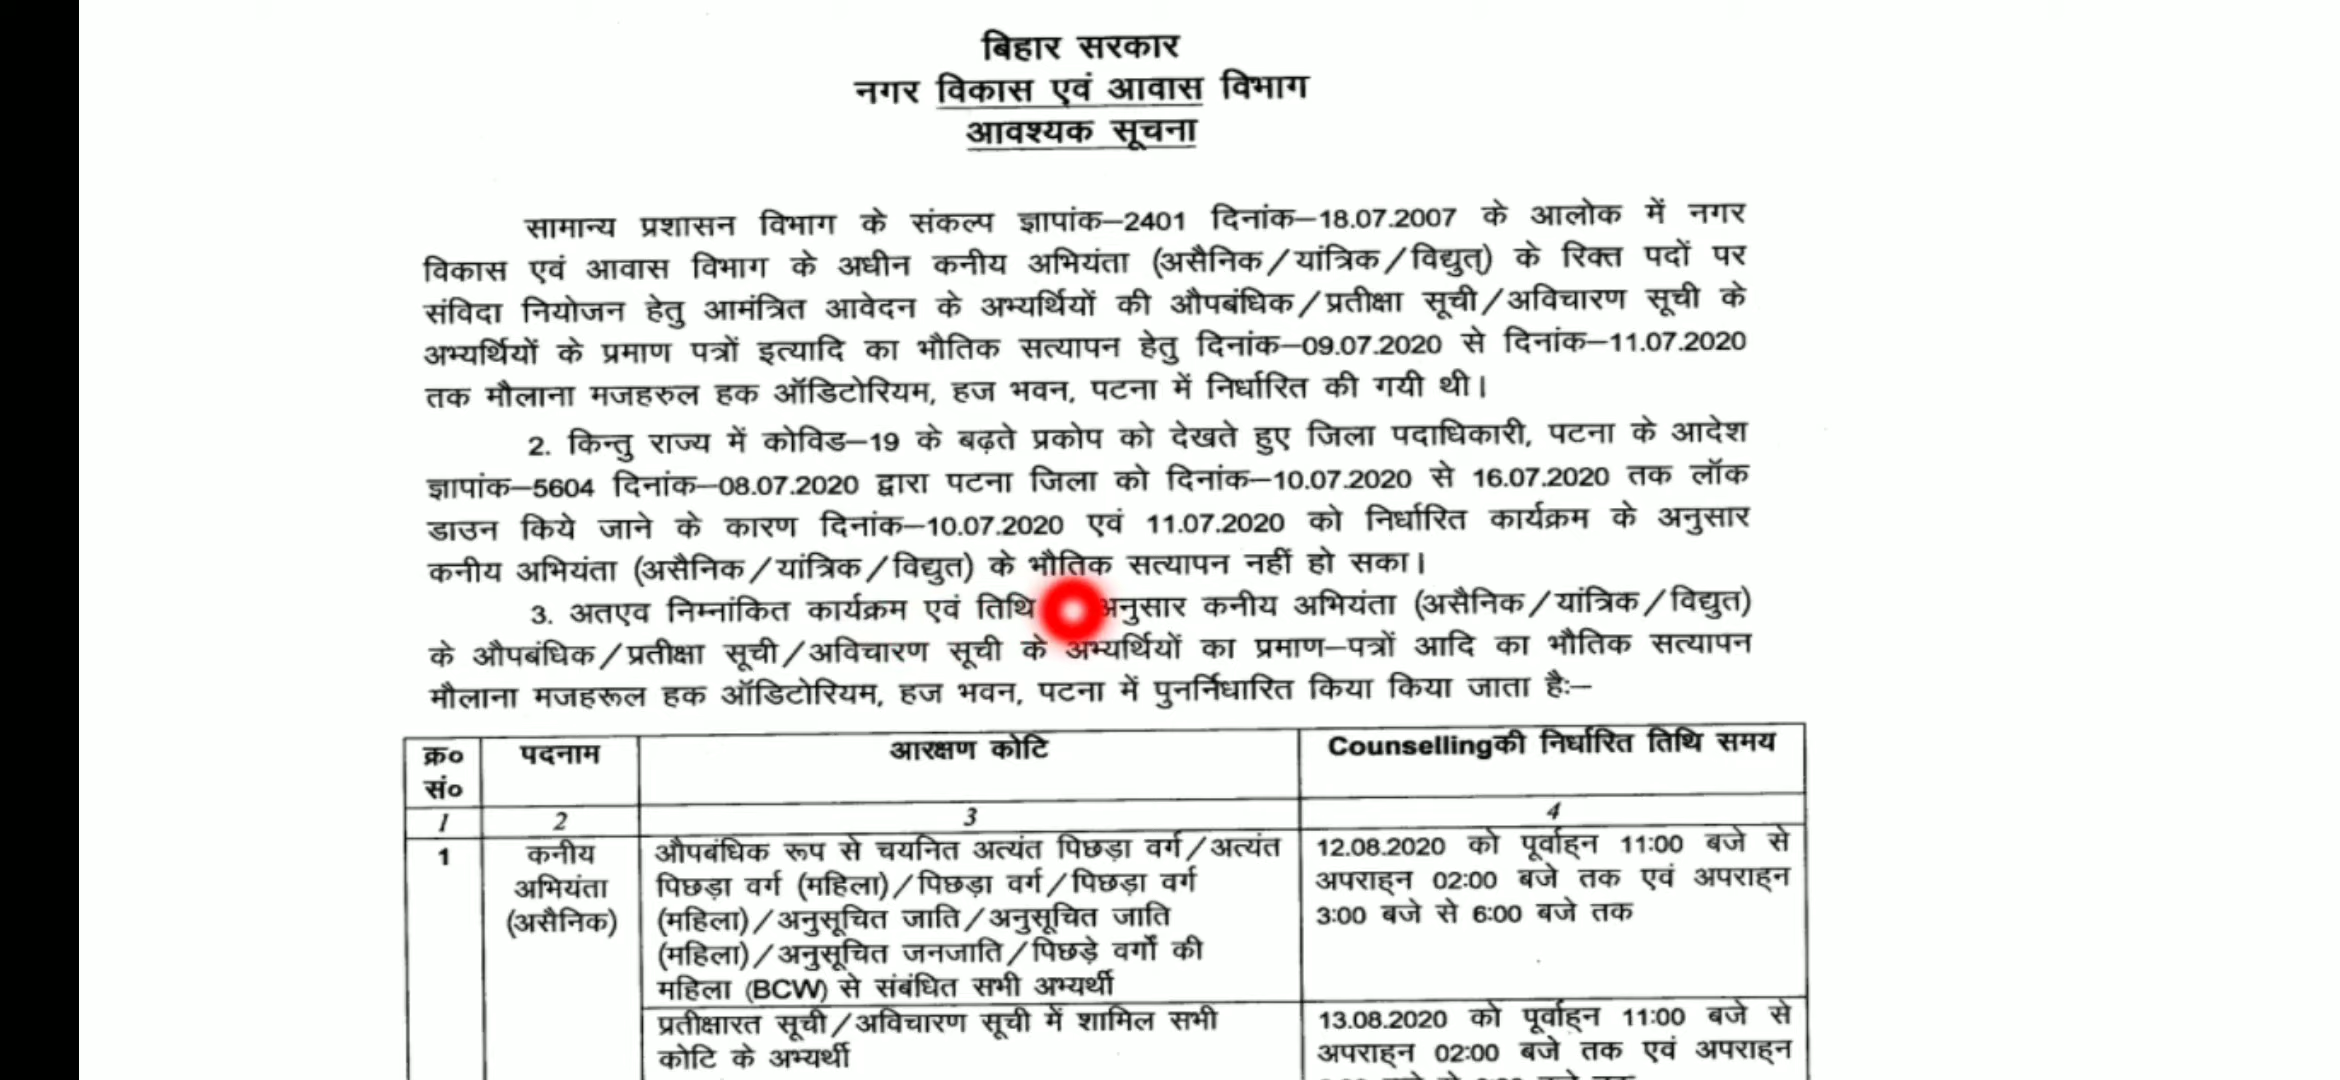 बिहार सरकार
नगर विकास एवं आवास विभाग
आवश्यक सूचना
सामान्य प्रशासन विभाग के संकल्प ज्ञापांक–2401 दिनांक–18.07.2007 के आलोक में नगर
विकास एवं आवास विभाग के अधीन कनीय अभियंता (असैनिक/यांत्रिक/विद्युत्) के रिक्त पदों पर
संविदा नियोजन हेतु आमंत्रित आवेदन के अभ्यर्थियों की औपबंधिक/प्रतीक्षा सूची/अविचारण सूची के
अभ्यर्थियों के प्रमाण पत्रों इत्यादि का भौतिक सत्यापन हेतु दिनांक–09.07.2020 से दिनांक–11.07.2020
तक मौलाना मजहरुल हक ऑडिटोरियम, हज भवन, पटना में निर्धारित की गयी थी।
2. किन्तु राज्य में कोविड–19 के बढ़ते प्रकोप को देखते हुए जिला पदाधिकारी, पटना के आदेश
ज्ञापांक–5604 दिनांक–08.07.2020 द्वारा पटना जिला को दिनांक–10.07.2020 से 16.07.2020 तक लॉक
डाउन किये जाने के कारण दिनांक–10.07.2020 एवं 11.07.2020 को निर्धारित कार्यक्रम के अनुसार
कनीय अभियंता (असैनिक/यांत्रिक/विद्युत) के भौतिक सत्यापन नहीं हो सका।
3. अतएव निम्नांकित कार्यक्रम एवं तिथि अनुसार कनीय अभियंता (असैनिक/यांत्रिक/विद्युत)
के औपबंधिक/प्रतीक्षा सूची/अविचारण सूची के अभ्यर्थियों का प्रमाण–पत्रों आदि का भौतिक सत्यापन
मौलाना मजहरूल हक ऑडिटोरियम, हज भवन, पटना में पुनर्निधारित किया किया जाता है:–
क्र० पदनाम आरक्षण कोटि Counsellingकी निर्धारित तिथि समय
सं०
1 2 3 4
1 कनीय औपबंधिक रूप से चयनित अत्यंत पिछड़ा वर्ग/अत्यंत 12.08.2020 को पूर्वाह्न 11:00 बजे से
अभियंता पिछड़ा वर्ग (महिला)/पिछड़ा वर्ग/पिछड़ा वर्ग अपराह्न 02:00 बजे तक एवं अपराह्न
(असैनिक) (महिला)/अनुसूचित जाति/अनुसूचित जाति 3:00 बजे से 6:00 बजे तक
(महिला)/अनुसूचित जनजाति/पिछड़े वर्गों की
महिला (BCW) से संबंधित सभी अभ्यर्थी
प्रतीक्षारत सूची/अविचारण सूची में शामिल सभी 13.08.2020 को पूर्वाह्न 11:00 बजे से
कोटि के अभ्यर्थी अपराह्न 02:00 बजे तक एवं अपराह्न